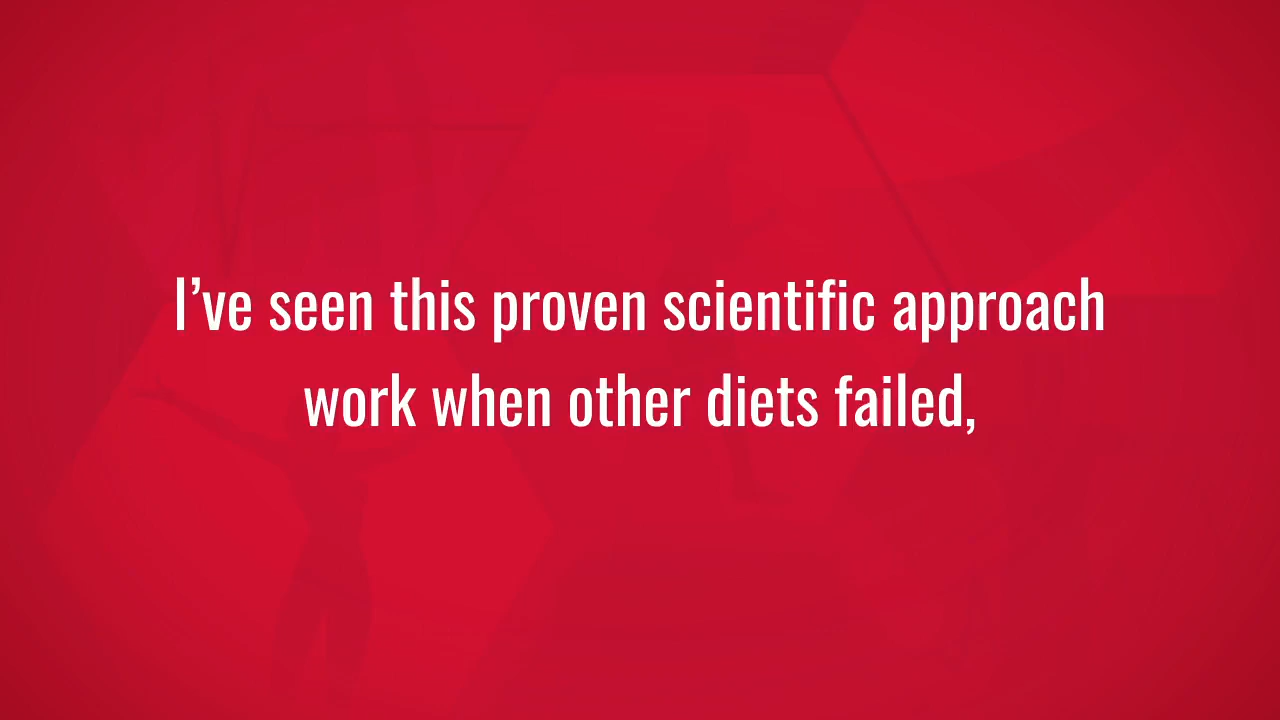 I’ve seen this proven scientific approach
work when other diets failed,